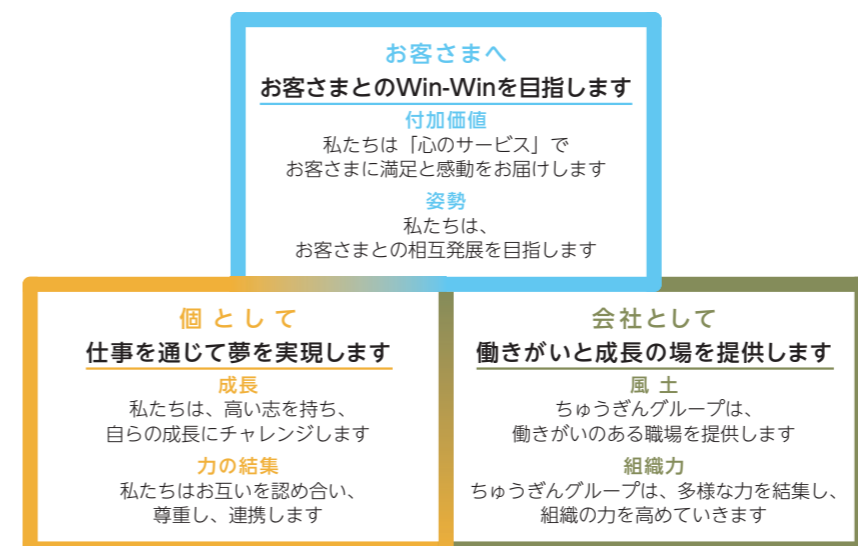 お客さまへ
お客さまとのWin-Winを目指します
付加価値
私たちは「心のサービス」で
お客さまに満足と感動をお届けします
姿勢
私たちは、
お客さまとの相互発展を目指します
個として
仕事を通じて夢を実現します
成長
私たちは、高い志を持ち、
自らの成長にチャレンジします
力の結集
私たちはお互いを認め合い、
尊重し、連携します
会社として
働きがいと成長の場を提供します
風土
ちゅうぎんグループは、
働きがいのある職場を提供します
組織力
ちゅうぎんグループは、多様な力を結集し、
組織の力を高めていきます